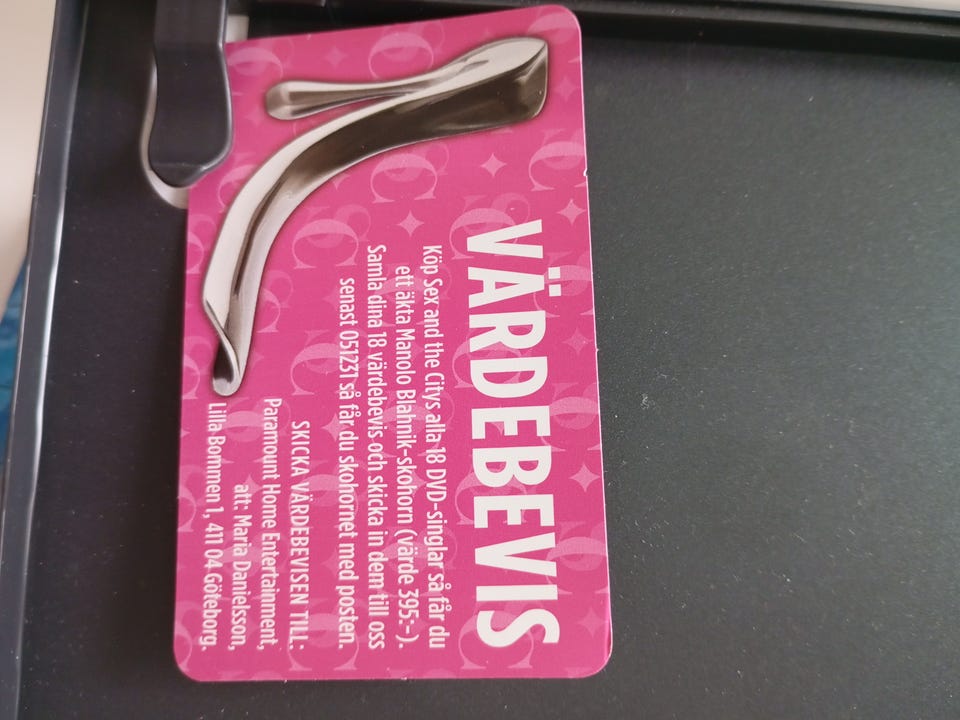 VÄRDEBEVIS
Köp Sex and the Citys alla 18 DVD-singlar så får du
ett äkta Manolo Blahnik-skohorn (värde 395:-).
Samla dina 18 värdebevis och skicka in dem till oss
senast 051231 så får du skohornet med posten.
SKICKA VÄRDEBEVISEN TILL:
Paramount Home Entertainment,
att: Maria Danielsson,
Lilla Bommen 1, 411 04 Göteborg.